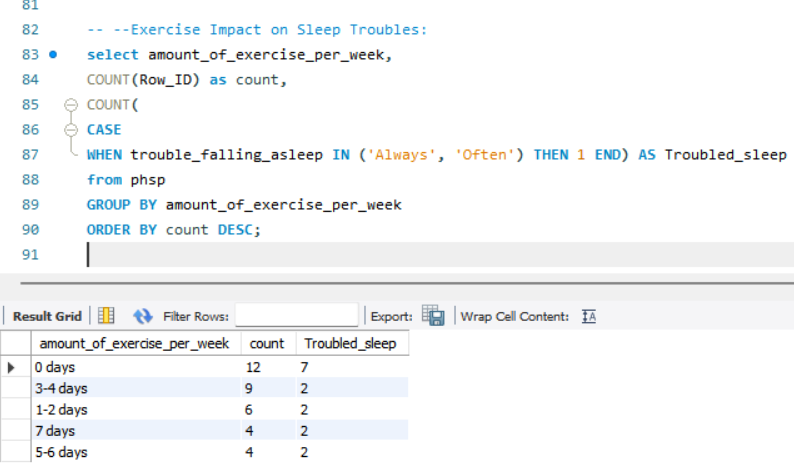 81
82 -- --Exercise Impact on Sleep Troubles:
83 select amount_of_exercise_per_week,
84 COUNT(Row_ID) as count,
85 COUNT(
86 CASE
87 WHEN trouble_falling_asleep IN ('Always', 'Often') THEN 1 END) AS Troubled_sleep
88 from phsp
89 GROUP BY amount_of_exercise_per_week
90 ORDER BY count DESC;
91
Result Grid Filter Rows: Export: Wrap Cell Content: IA
amount_of_exercise_per_week count Troubled_sleep
0 days 12 7
3-4 days 9 2
1-2 days 6 2
7 days 4 2
5-6 days 4 2